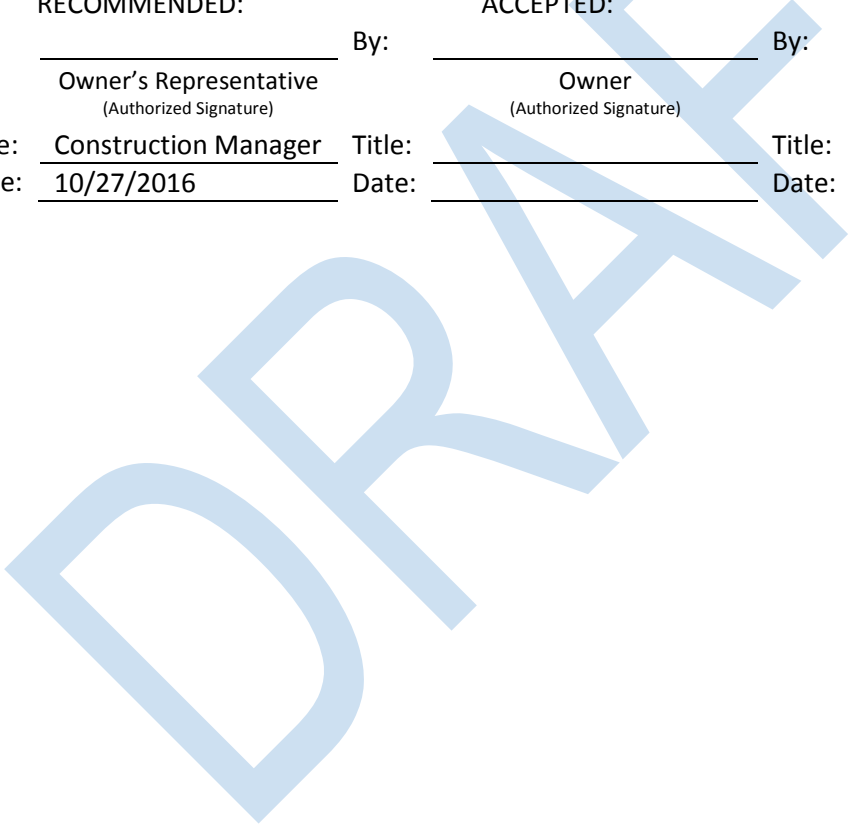 RECOMMENDED: ACCEPTED:
By: By:
Owner’s Representative Owner
(Authorized Signature) (Authorized Signature)
e: Construction Manager Title: Title:
e: 10/27/2016 Date: Date:
DRAF